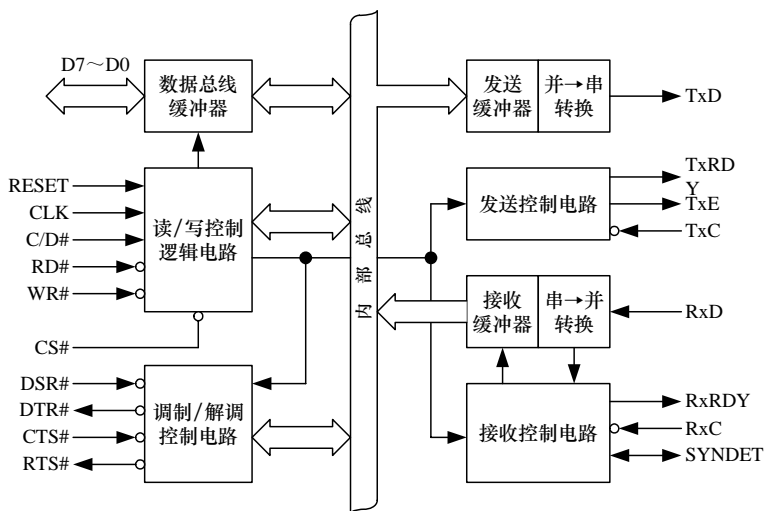 D7～D0
数据总线
缓冲器
RESET
CLK
C/D#
RD#
WR#
CS#
读/写控制
逻辑电路
DSR#
DTR#
CTS#
RTS#
调制/解调
控制电路
内部总线
发送
缓冲器
并→串
转换
TxD
发送控制电路
TxRD
Y
TxE
TxC
接收
缓冲器
串→并
转换
RxD
接收控制电路
RxRDY
RxC
SYNDET